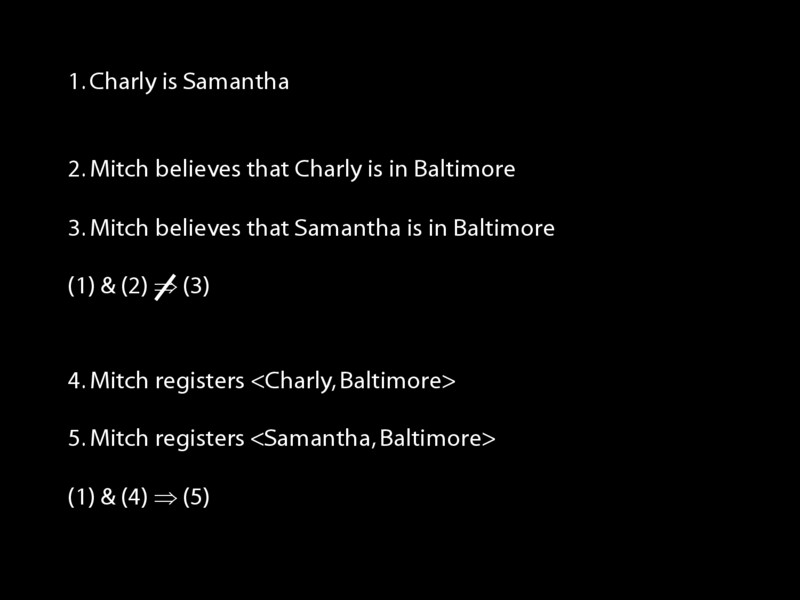 1. Charly is Samantha
2. Mitch believes that Charly is in Baltimore
3. Mitch believes that Samantha is in Baltimore
(1) & (2) ⇏ (3)
4. Mitch registers <Charly, Baltimore>
5. Mitch registers <Samantha, Baltimore>
(1) & (4) ⇒ (5)